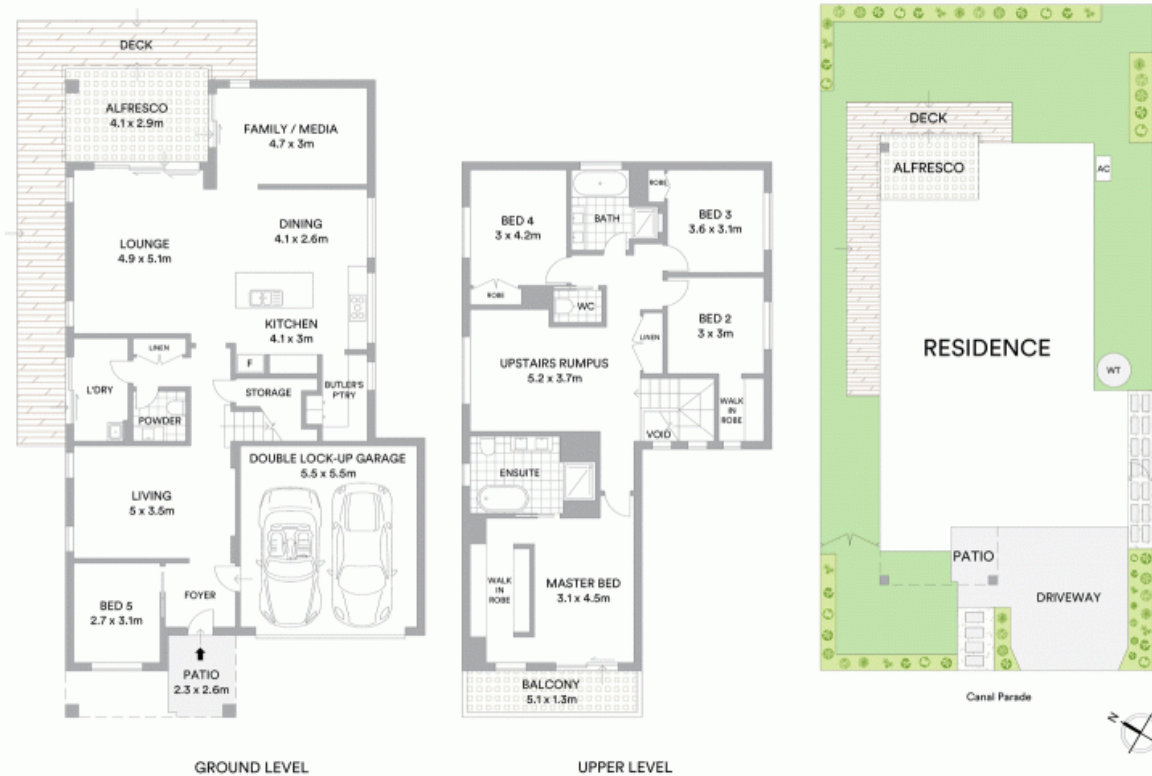 DECK
ALFRESCO
4.1 x 2.9m
FAMILY / MEDIA
4.7 x 3m
DINING
4.1 x 2.6m
LOUNGE
4.9 x 5.1m
KITCHEN
4.1 x 3m
LINEN
F
L'DRY
STORAGE
BUTLER'S
P'TRY
POWDER
DOUBLE LOCK-UP GARAGE
5.5 x 5.5m
LIVING
5 x 3.5m
FOYER
BED 5
2.7 x 3.1m
PATIO
2.3 x 2.6m
GROUND LEVEL
ROBE
BED 4
3 x 4.2m
BATH
BED 3
3.6 x 3.1m
ROBE
WC
BED 2
3 x 3m
LINEN
UPSTAIRS RUMPUS
5.2 x 3.7m
WALK
IN
ROBE
VOID
ENSUITE
WALK
IN
ROBE
MASTER BED
3.1 x 4.5m
BALCONY
5.1 x 1.3m
UPPER LEVEL
DECK
ALFRESCO
AC
RESIDENCE
WT
PATIO
DRIVEWAY
Canal Parade
N